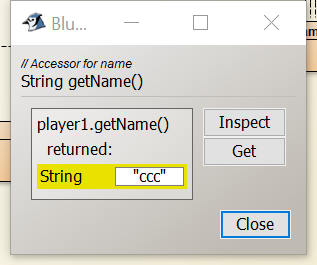 Blu...
// Accessor for name
String getName()
player1.getName()
returned:
String "ccc"
Inspect
Get
Close